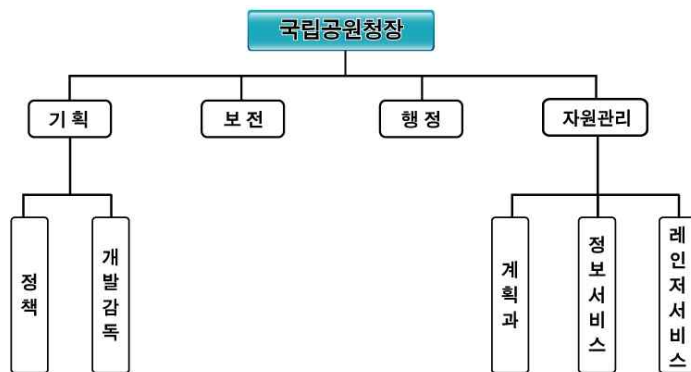 국립공원청장
기 획
보 전
행 정
자원관리
정책
개발감독
계획과
정보서비스
레인저서비스